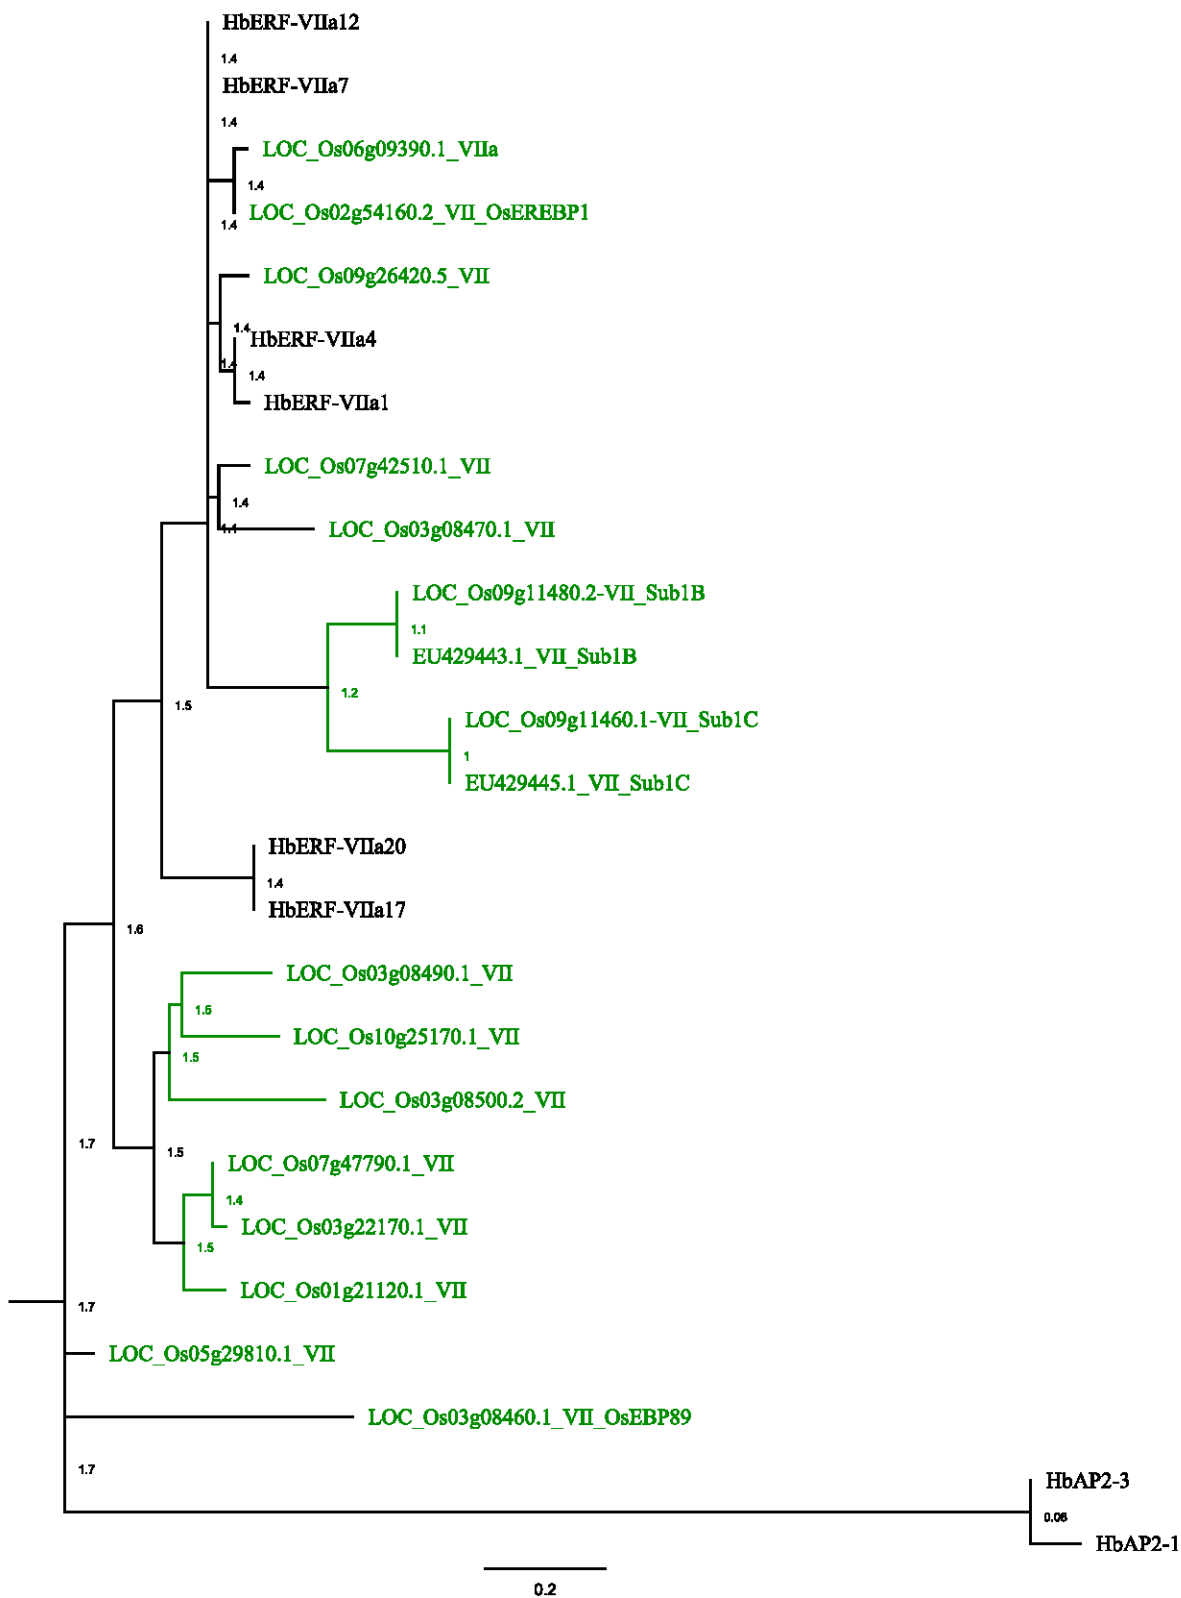 HbERF-VIIa12
1.4
HbERF-VIIa7
1.4
LOC_Os06g09390.1_VIIa
1.4
LOC_Os02g54160.2_VII_OsEREBP1
1.4
LOC_Os09g26420.5_VII
1.4
HbERF-VIIa4
1.4
1.4
HbERF-VIIa1
LOC_Os07g42510.1_VII
1.4
LOC_Os03g08470.1_VII
LOC_Os09g11480.2-VII_Sub1B
1.1
EU429443.1_VII_Sub1B
1.2
1.5
LOC_Os09g11460.1-VII_Sub1C
1
EU429445.1_VII_Sub1C
HbERF-VIIa20
1.4
HbERF-VIIa17
1.6
LOC_Os03g08490.1_VII
LOC_Os10g25170.1_VII
1.5
LOC_Os03g08500.2_VII
1.7
1.5
LOC_Os07g47790.1_VII
1.4
LOC_Os03g22170.1_VII
1.5
LOC_Os01g21120.1_VII
1.7
LOC_Os05g29810.1_VII
LOC_Os03g08460.1_VII_OsEBP89
1.7
HbAP2-3
0.06
HbAP2-1
0.2